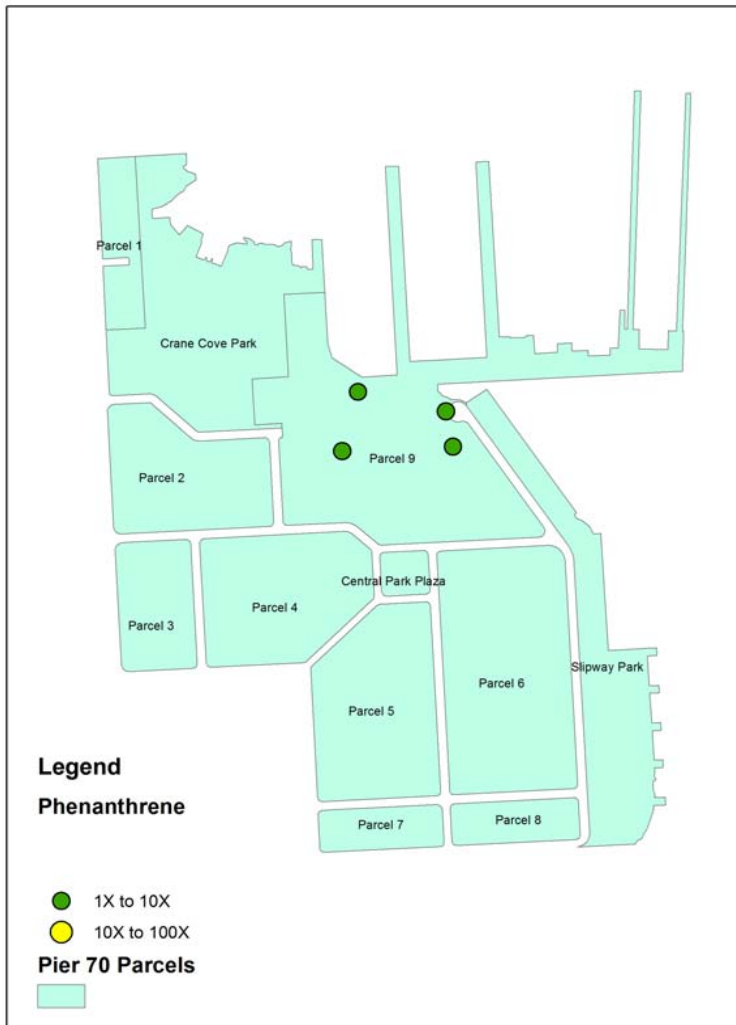 Parcel 1
Crane Cove Park
Parcel 9
Parcel 2
Central Park Plaza
Parcel 4
Parcel 3
Slipway Park
Parcel 6
Parcel 5
Parcel 8
Parcel 7
Legend
Phenanthrene
1X to 10X
10X to 100X
Pier 70 Parcels